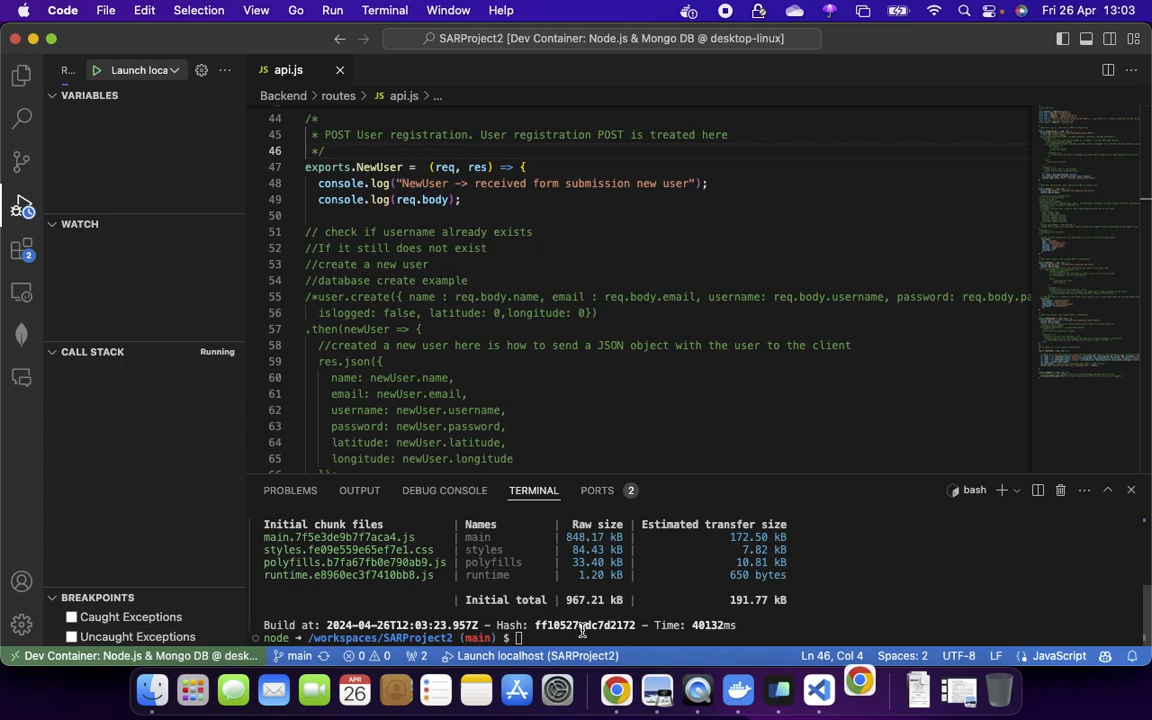 Code File Edit Selection View Go Run Terminal Window Help Fri 26 Apr 13:03
SARProject2 [Dev Container: Node.js & Mongo DB @ desktop-linux]
R... Launch loca
JS api.js
Backend > routes > JS api.js > ...
VARIABLES
WATCH
CALL STACK Running
BREAKPOINTS
Caught Exceptions
Uncaught Exceptions
2
44 /*
45 * POST User registration. User registration POST is treated here
46 */
47 exports.NewUser = (req, res) => {
48 console.log("NewUser -> received form submission new user");
49 console.log(req.body);
50
51 // check if username already exists
52 //If it still does not exist
53 //create a new user
54 //database create example
55 /*user.create({ name : req.body.name, email : req.body.email, username: req.body.username, password: req.body.pa
56 islogged: false, latitude: 0,longitude: 0})
57 .then(newUser => {
58 //created a new user here is how to send a JSON object with the user to the client
59 res.json({
60 name: newUser.name,
61 email: newUser.email,
62 username: newUser.username,
63 password: newUser.password,
64 latitude: newUser.latitude,
65 longitude: newUser.longitude
PROBLEMS OUTPUT DEBUG CONSOLE TERMINAL PORTS 2 bash
Initial chunk files | Names | Raw size | Estimated transfer size
main.7f5e3de9b7f7aca4.js | main | 848.17 kB | 172.50 kB
styles.fe09e559e65ef7e1.css | styles | 84.43 kB | 7.82 kB
polyfills.b7fa67fb0e790ab9.js | polyfills | 33.40 kB | 10.81 kB
runtime.e8960ec3f7410bb8.js | runtime | 1.20 kB | 650 bytes
| Initial total | 967.21 kB | 191.77 kB
Build at: 2024-04-26T12:03:23.957Z - Hash: - Time: 40132ms
node → /workspaces/SARProject2 (main) $
Dev Container: Node.js & Mongo DB @ desk... main 0 0 2 Launch localhost (SARProject2) Ln 46, Col 4 Spaces: 2 UTF-8 LF {} JavaScript
APR
26